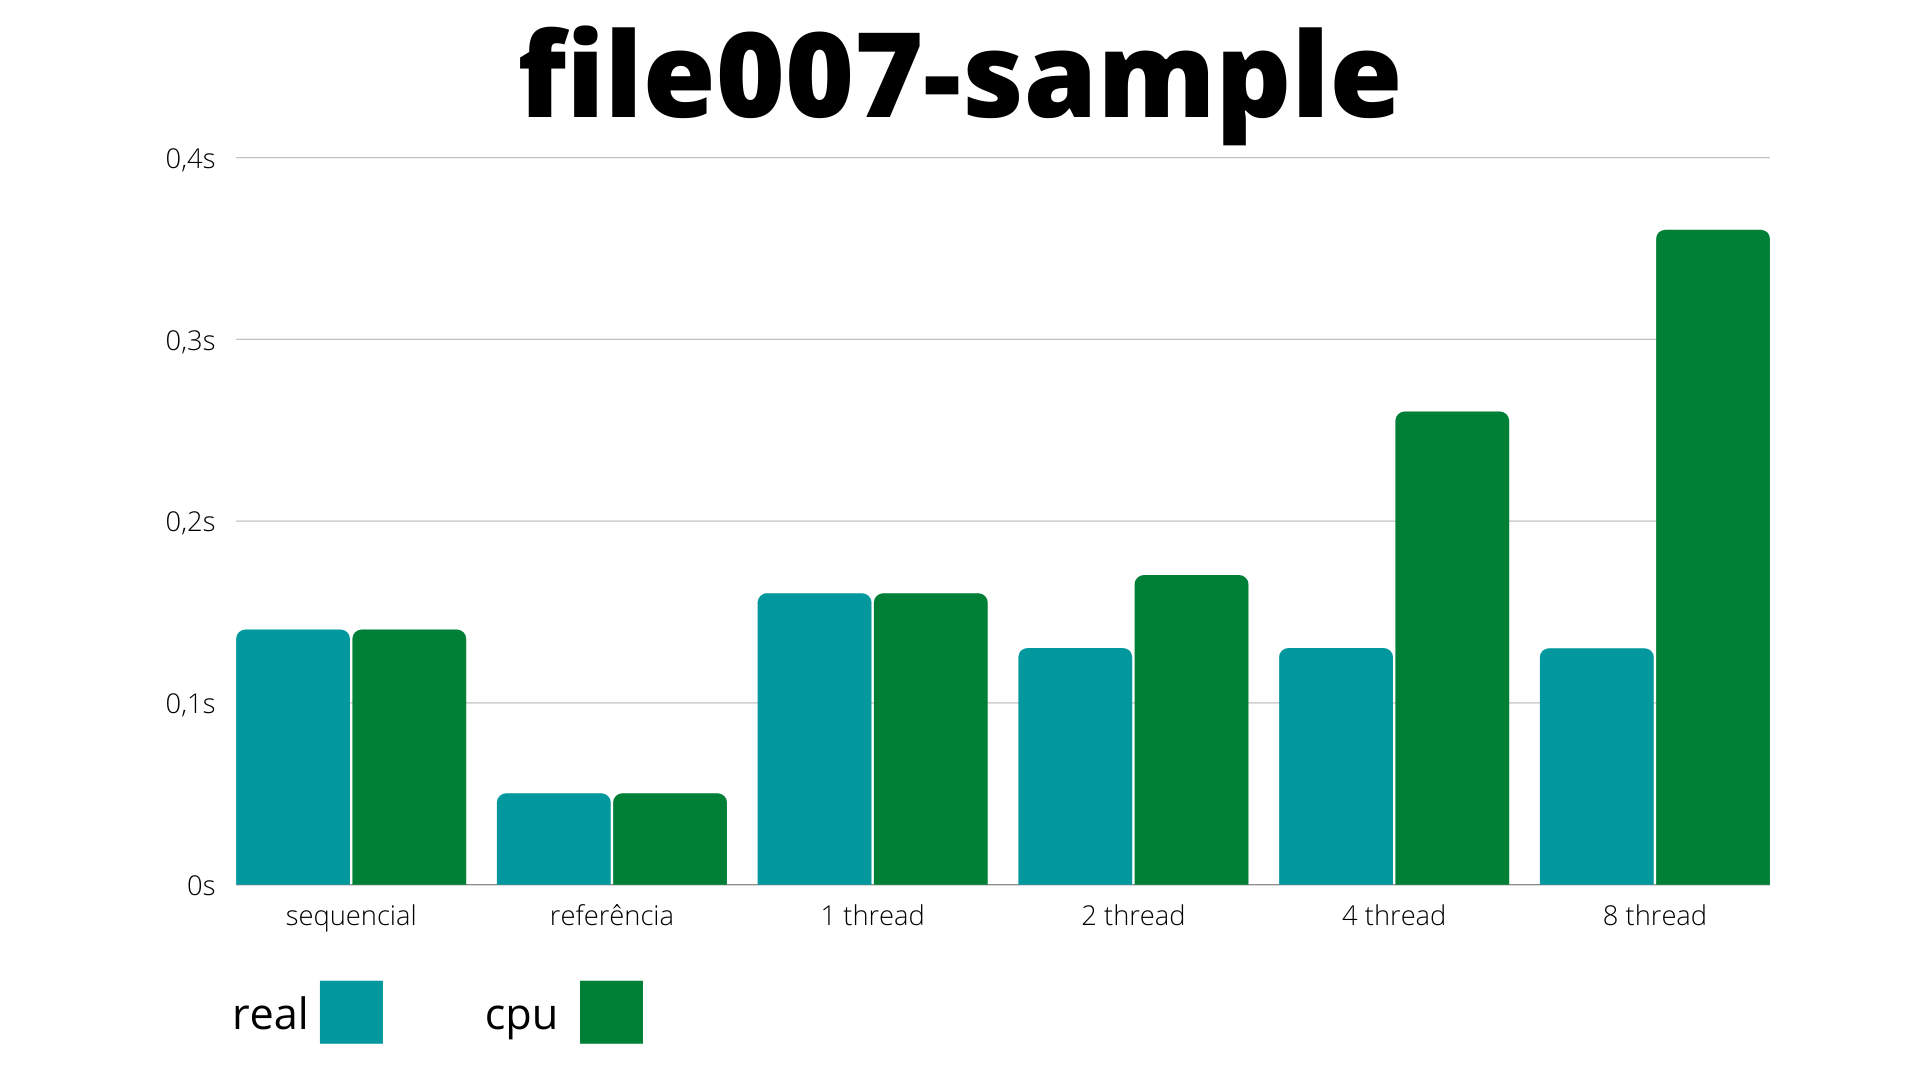 file007-sample
0,4s
0,3s
0,2s
0,1s
0s
sequencial referência 1 thread 2 thread 4 thread 8 thread
real cpu